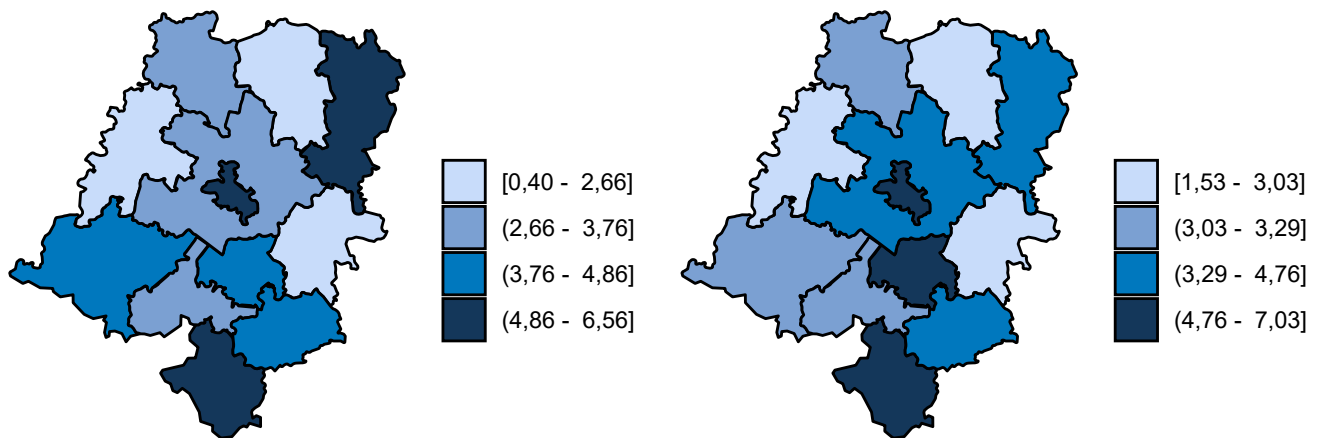 [0,40 - 2,66]
(2,66 - 3,76]
(3,76 - 4,86]
(4,86 - 6,56]
[1,53 - 3,03]
(3,03 - 3,29]
(3,29 - 4,76]
(4,76 - 7,03]